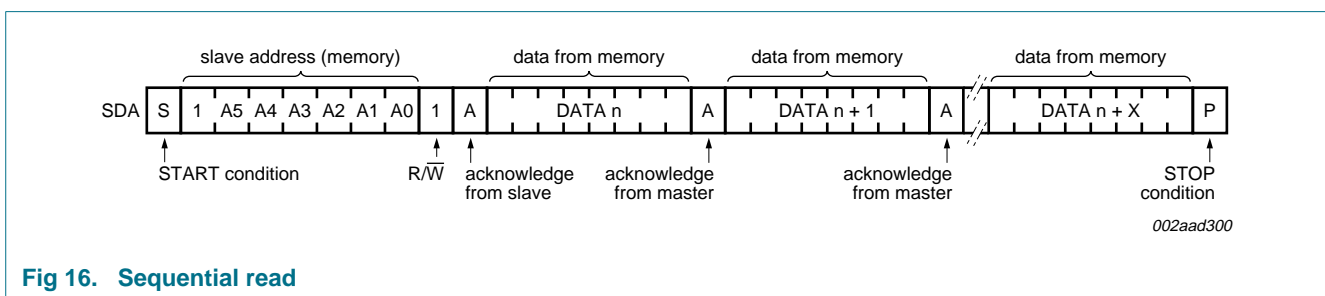 slave address (memory) data from memory data from memory data from memory
SDA S 1 A5 A4 A3 A2 A1 A0 1 A DATA n A DATA n + 1 A DATA n + X P
START condition R/W̅ acknowledge from slave acknowledge from master acknowledge from master STOP condition
002aad300
Fig 16. Sequential read